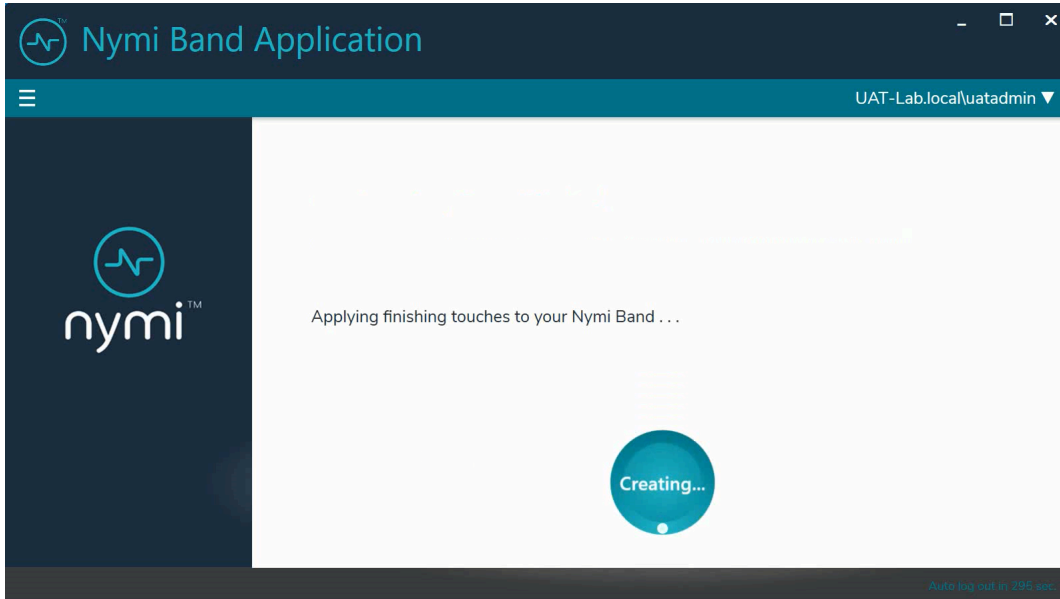 Nymi Band Application
UAT-Lab.local\uatadmin ▼
nymi™
Applying finishing touches to your Nymi Band . . .
Creating...
Auto log out in 295 sec